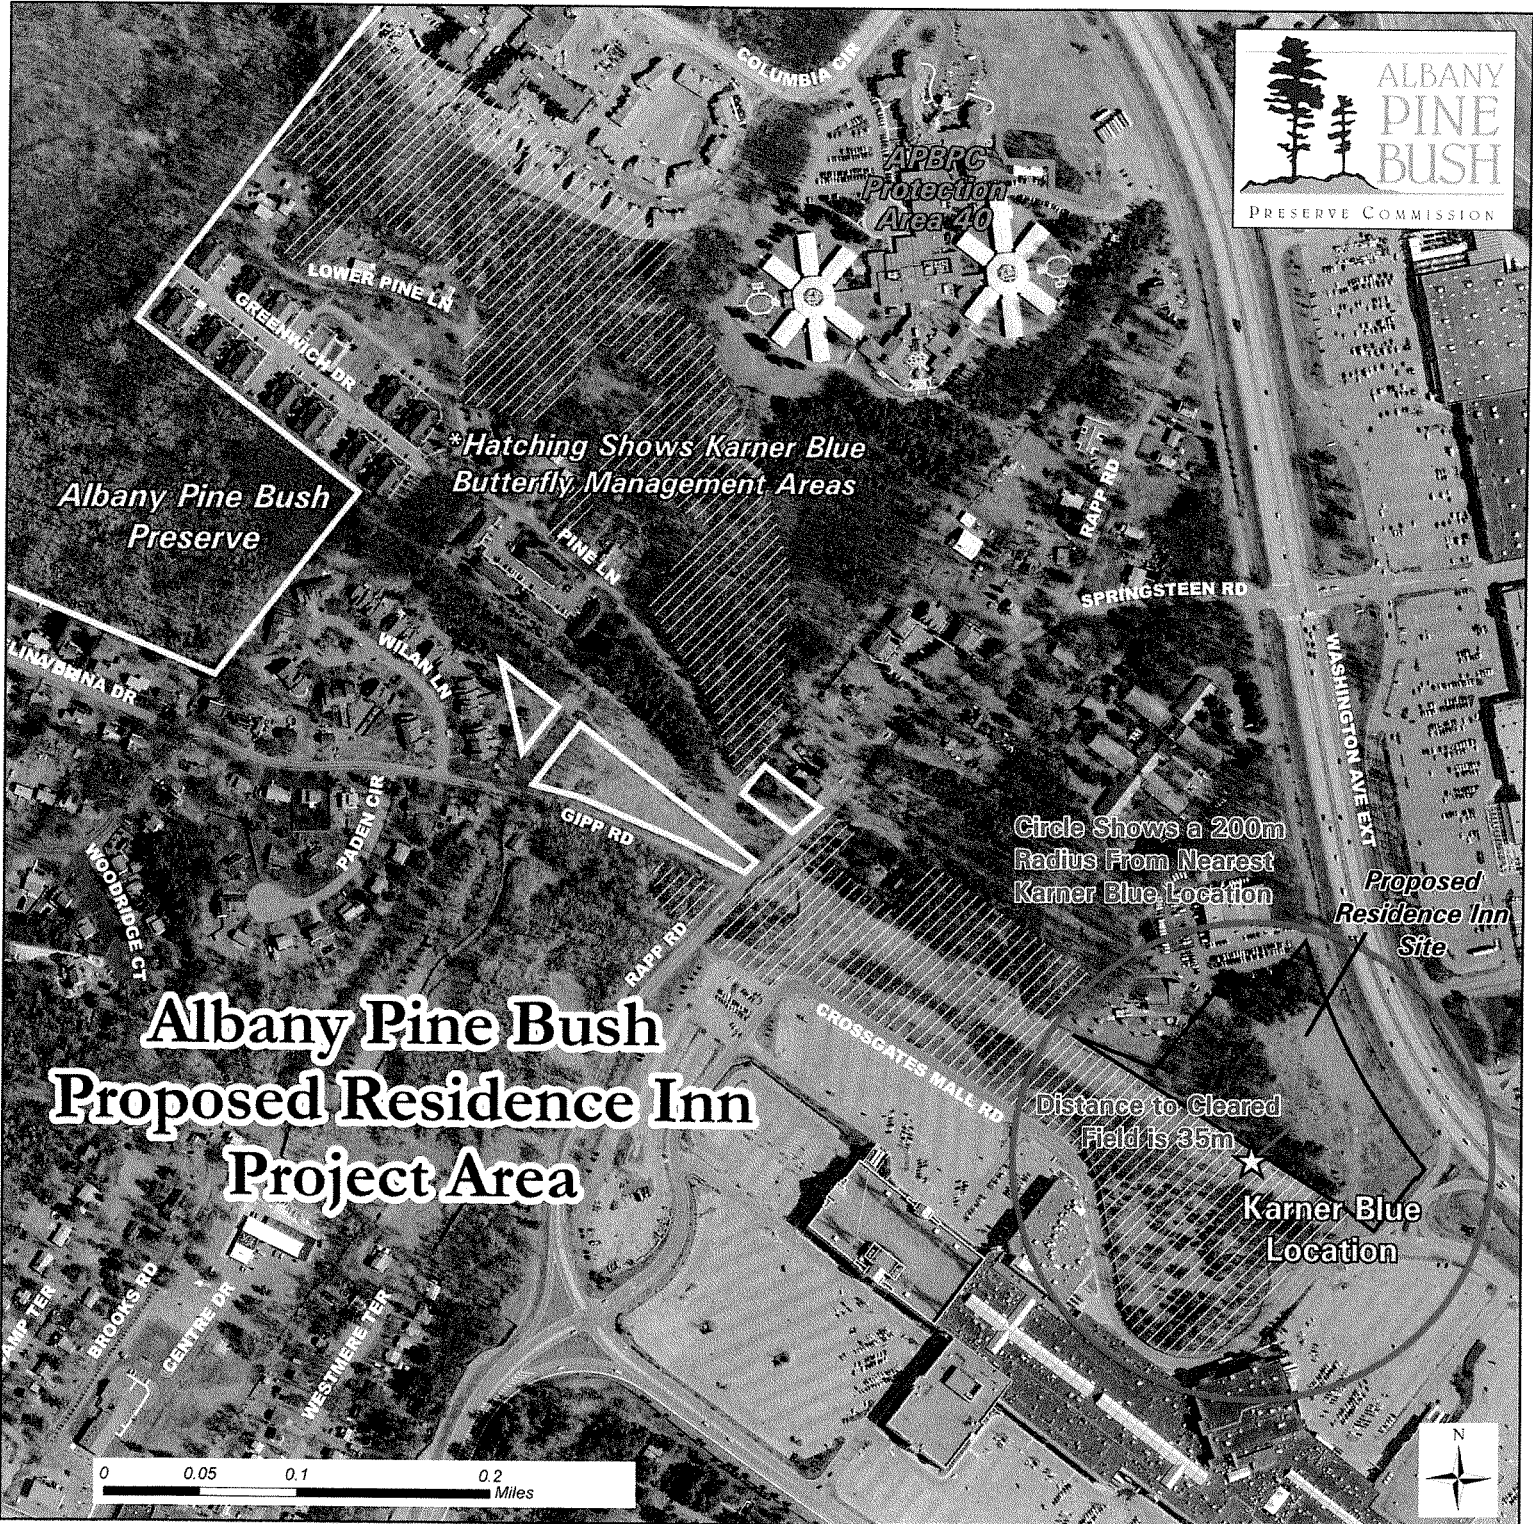 COLUMBIA CIR
ALBANY
PINE
BUSH
PRESERVE COMMISSION
APBPC
Protection
Area 40
LOWER PINE LN
GREENWICH DR
*Hatching Shows Karner Blue
Butterfly Management Areas
Albany Pine Bush
Preserve
RAPP RD
PINE LN
SPRINGSTEEN RD
WILAN LN
DRINA DR
WASHINGTON AVE EXT
PADEN CIR
GIPP RD
WOODRIDGE CT
Circle Shows a 200m
Radius From Nearest
Karner Blue Location
Proposed
Residence Inn
Site
RAPP RD
Albany Pine Bush
Proposed Residence Inn
Project Area
CROSSGATES MALL RD
Distance to Cleared
Field is 35m
Karner Blue
Location
AMP TER
BROOKS RD
CENTRE DR
WESTMERE TER
0 0.05 0.1 0.2
Miles
N